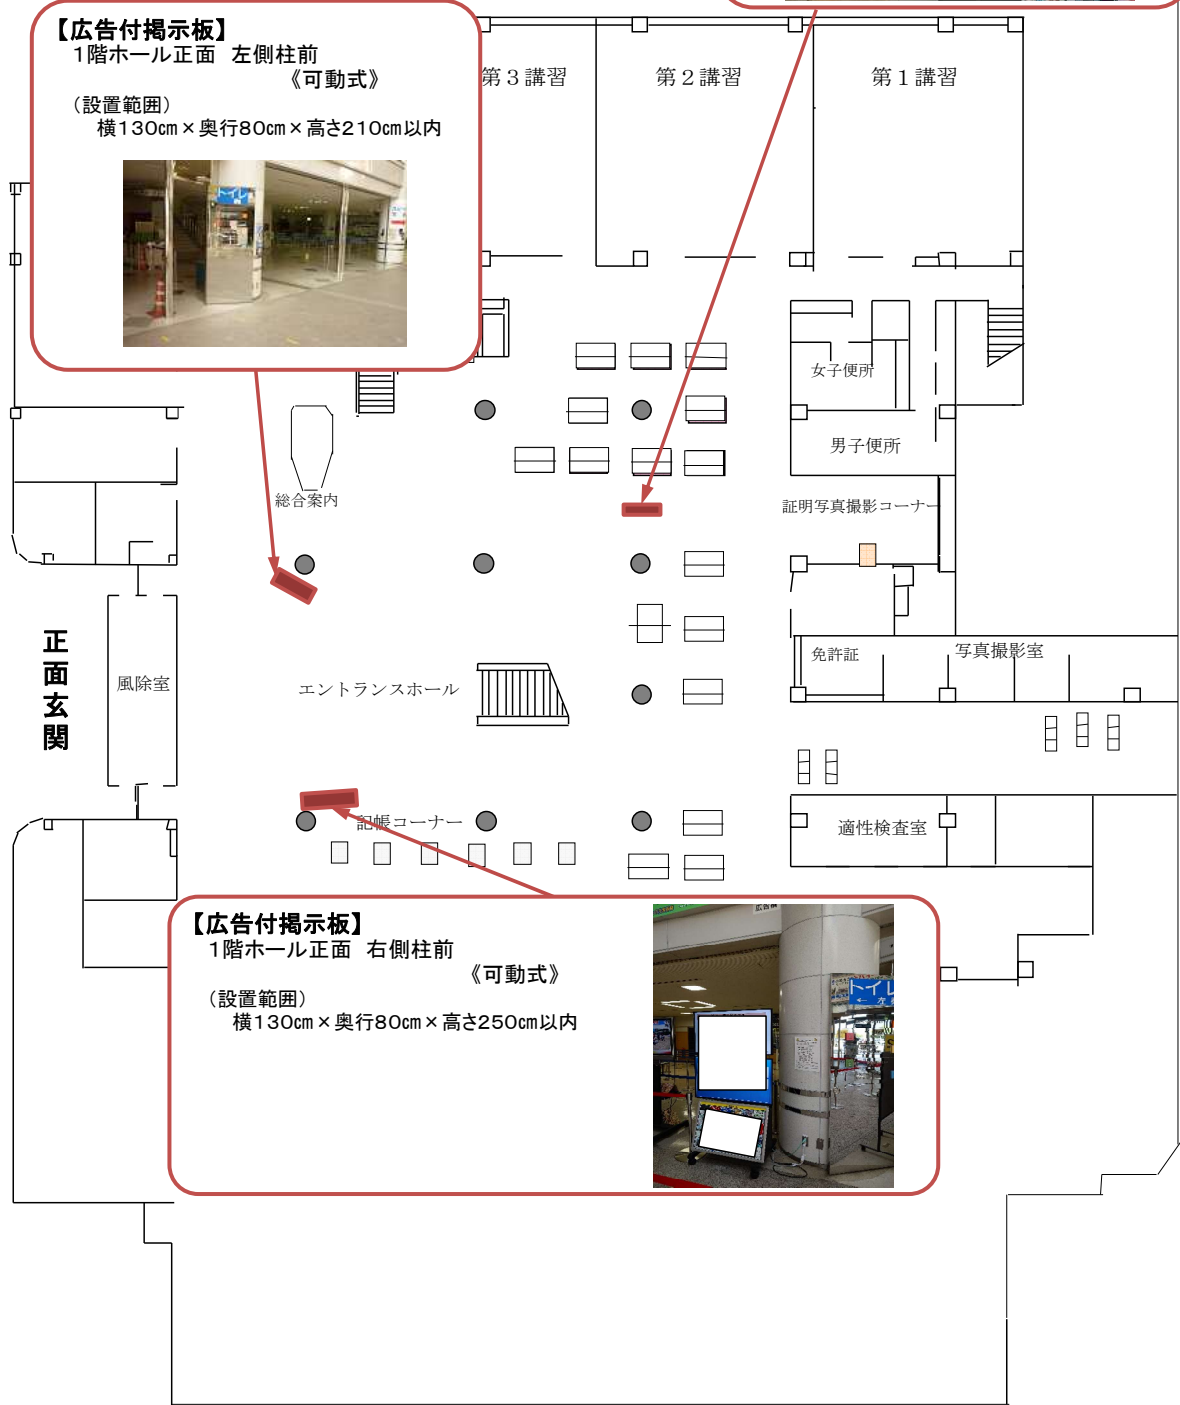 【広告付掲示板】
1階ホール正面　左側柱前
《可動式》
（設置範囲）
横130㎝×奥行80㎝×高さ210㎝以内
トイレ
第３講習
第２講習
第１講習
女子便所
男子便所
総合案内
証明写真撮影コーナー
正面玄関
風除室
エントランスホール
免許証
写真撮影室
記帳コーナー
適性検査室
【広告付掲示板】
1階ホール正面　右側柱前
《可動式》
（設置範囲）
横130㎝×奥行80㎝×高さ250㎝以内
トイレ